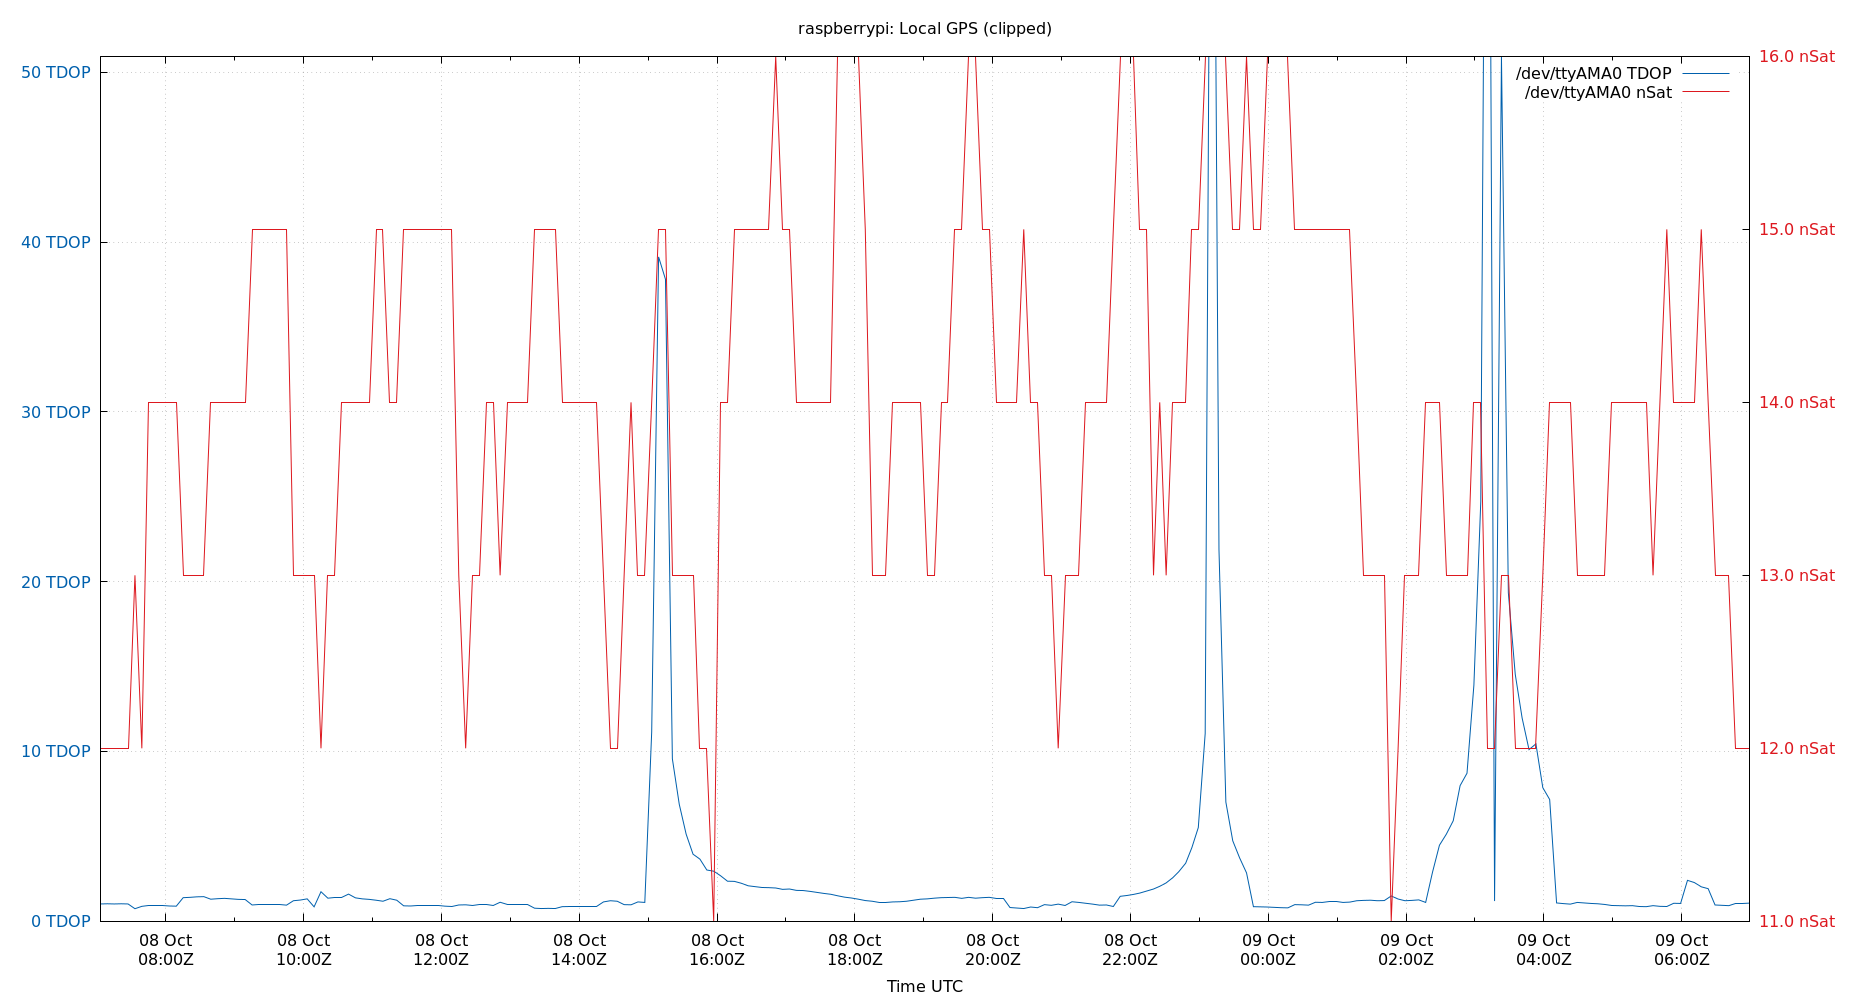 raspberrypi: Local GPS (clipped)
50 TDOP
40 TDOP
30 TDOP
20 TDOP
10 TDOP
0 TDOP
/dev/ttyAMA0 TDOP
/dev/ttyAMA0 nSat
16.0 nSat
15.0 nSat
14.0 nSat
13.0 nSat
12.0 nSat
11.0 nSat
08 Oct 08 Oct 08 Oct 08 Oct 08 Oct 08 Oct 08 Oct 08 Oct 09 Oct 09 Oct 09 Oct 09 Oct
08:00Z 10:00Z 12:00Z 14:00Z 16:00Z 18:00Z 20:00Z 22:00Z 00:00Z 02:00Z 04:00Z 06:00Z
Time UTC